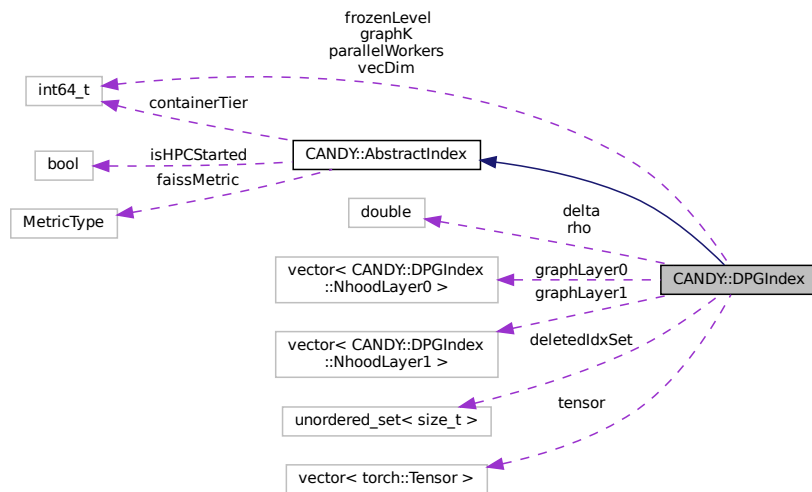 frozenLevel
graphK
parallelWorkers
vecDim
int64_t
containerTier
CANDY::AbstractIndex
isHPCStarted
bool
faissMetric
MetricType
double
delta
rho
vector< CANDY::DPGIndex
::NhoodLayer0 >
graphLayer0
CANDY::DPGIndex
graphLayer1
vector< CANDY::DPGIndex
::NhoodLayer1 >
deletedIdxSet
unordered_set< size_t >
tensor
vector< torch::Tensor >